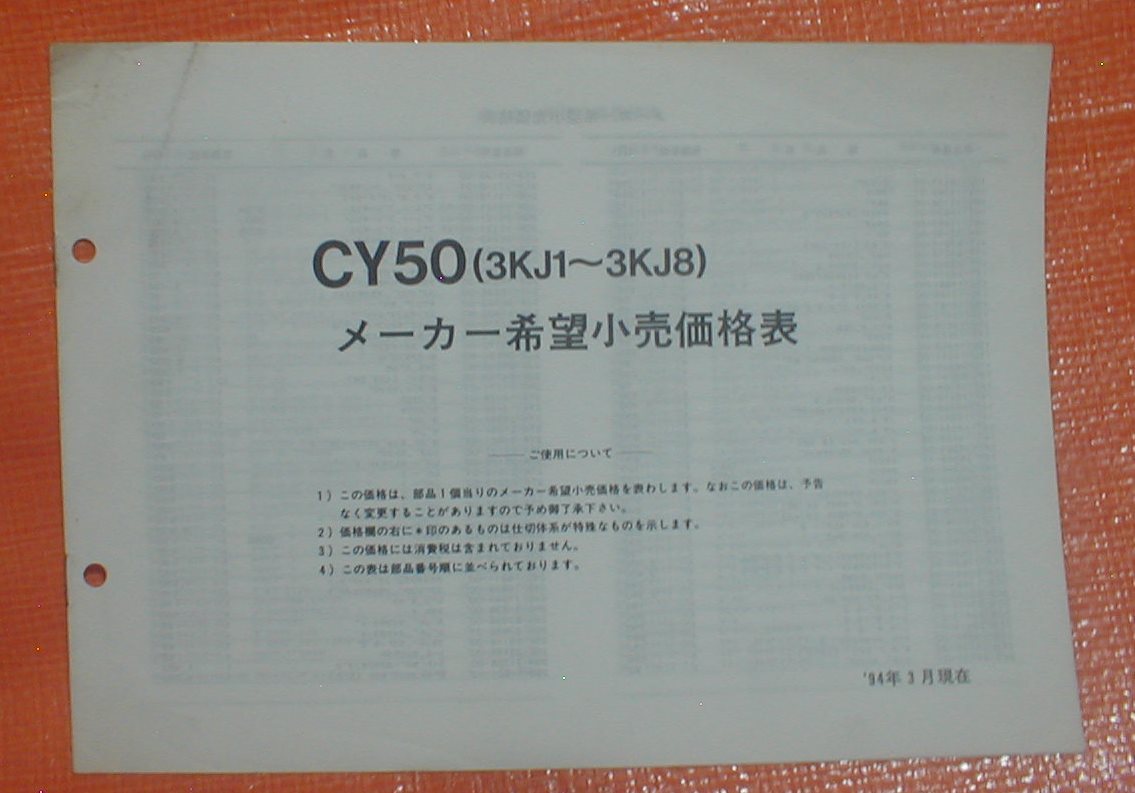 CY50(3KJ1～3KJ8)
メーカー希望小売価格表
ご使用について
1）この価格は、部品1個当りのメーカー希望小売価格を表わします。なおこの価格は、予告
なく変更することがありますので予め御了承下さい。
2）価格欄の右に＊印のあるものは仕切体系が特殊なものを示します。
3）この価格には消費税は含まれておりません。
4）この表は部品番号順に並べられております。
'94年3月現在